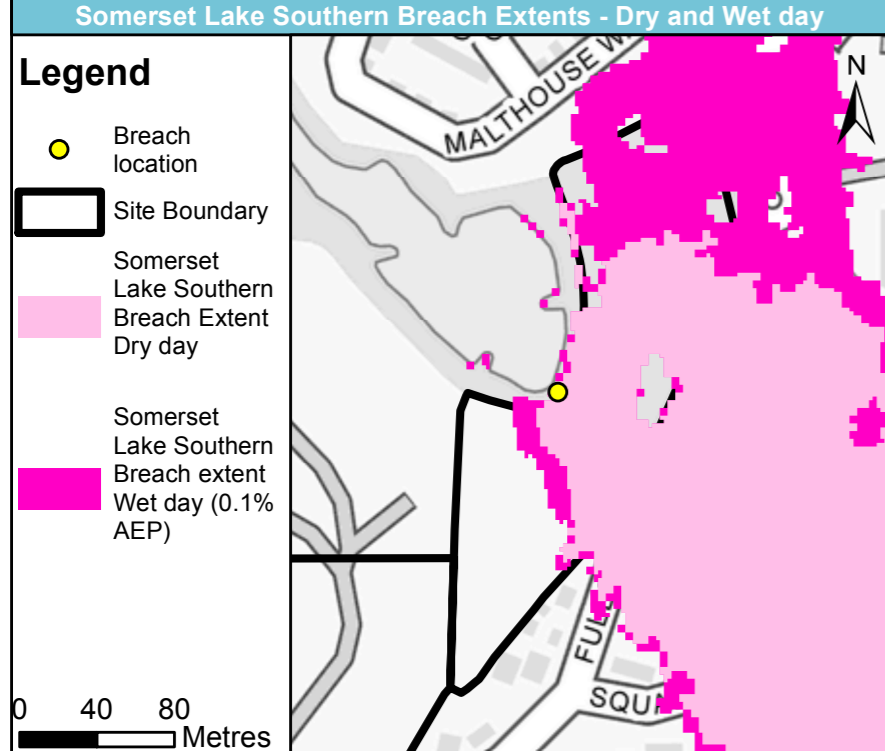 Somerset Lake Southern Breach Extents - Dry and Wet day
Legend
Breach
location
Site Boundary
Somerset
Lake Southern
Breach Extent
Dry day
Somerset
Lake Southern
Breach extent
Wet day (0.1%
AEP)
0 40 80
Metres
MALTHOUSE
N